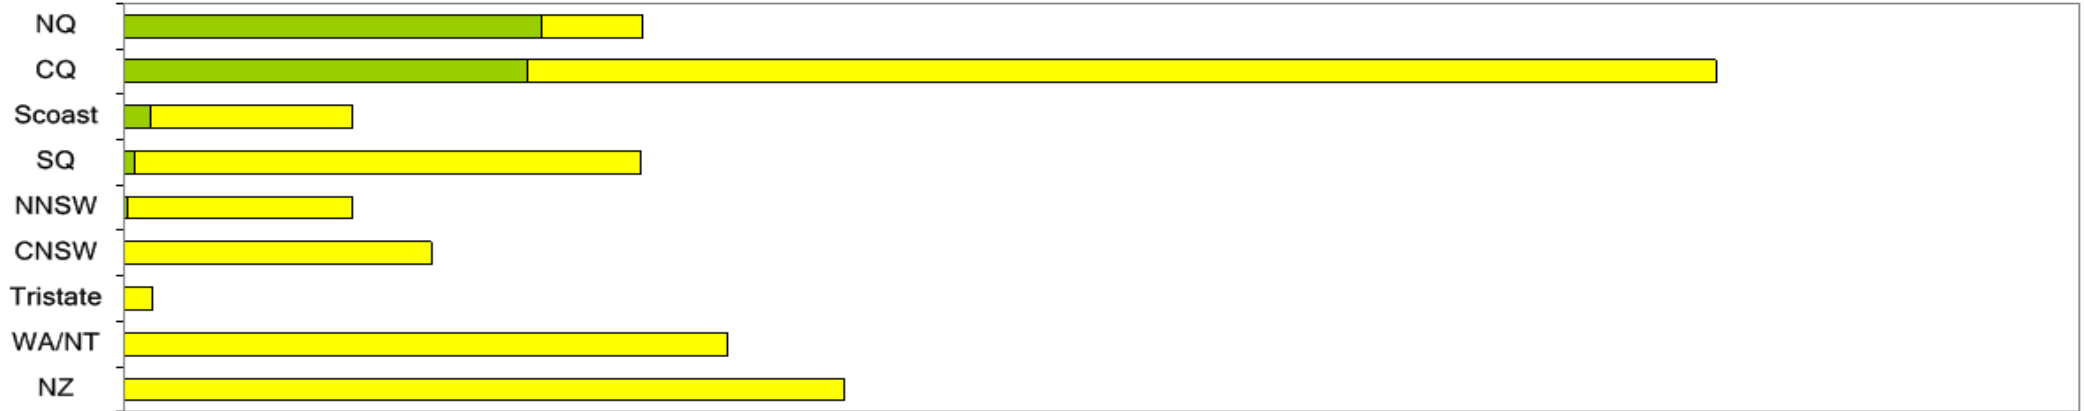 NQ
CQ
Scoast
SQ
NNSW
CNSW
Tristate
WA/NT
NZ